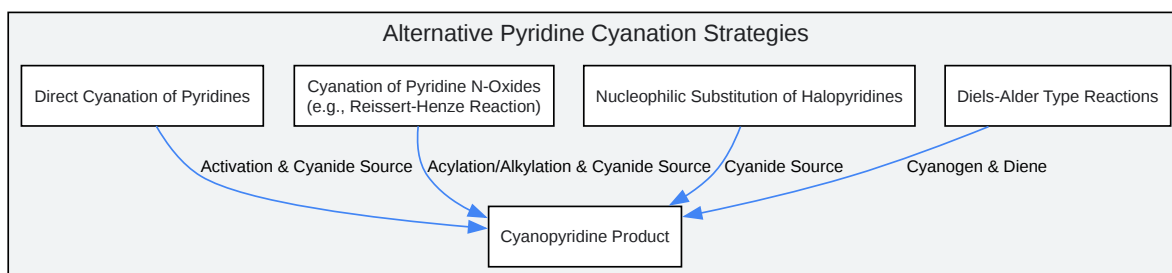 Alternative Pyridine Cyanation Strategies
Direct Cyanation of Pyridines
Cyanation of Pyridine N-Oxides
(e.g., Reissert-Henze Reaction)
Nucleophilic Substitution of Halopyridines
Diels-Alder Type Reactions
Activation & Cyanide Source
Acylation/Alkylation & Cyanide Source
Cyanide Source
Cyanogen & Diene
Cyanopyridine Product